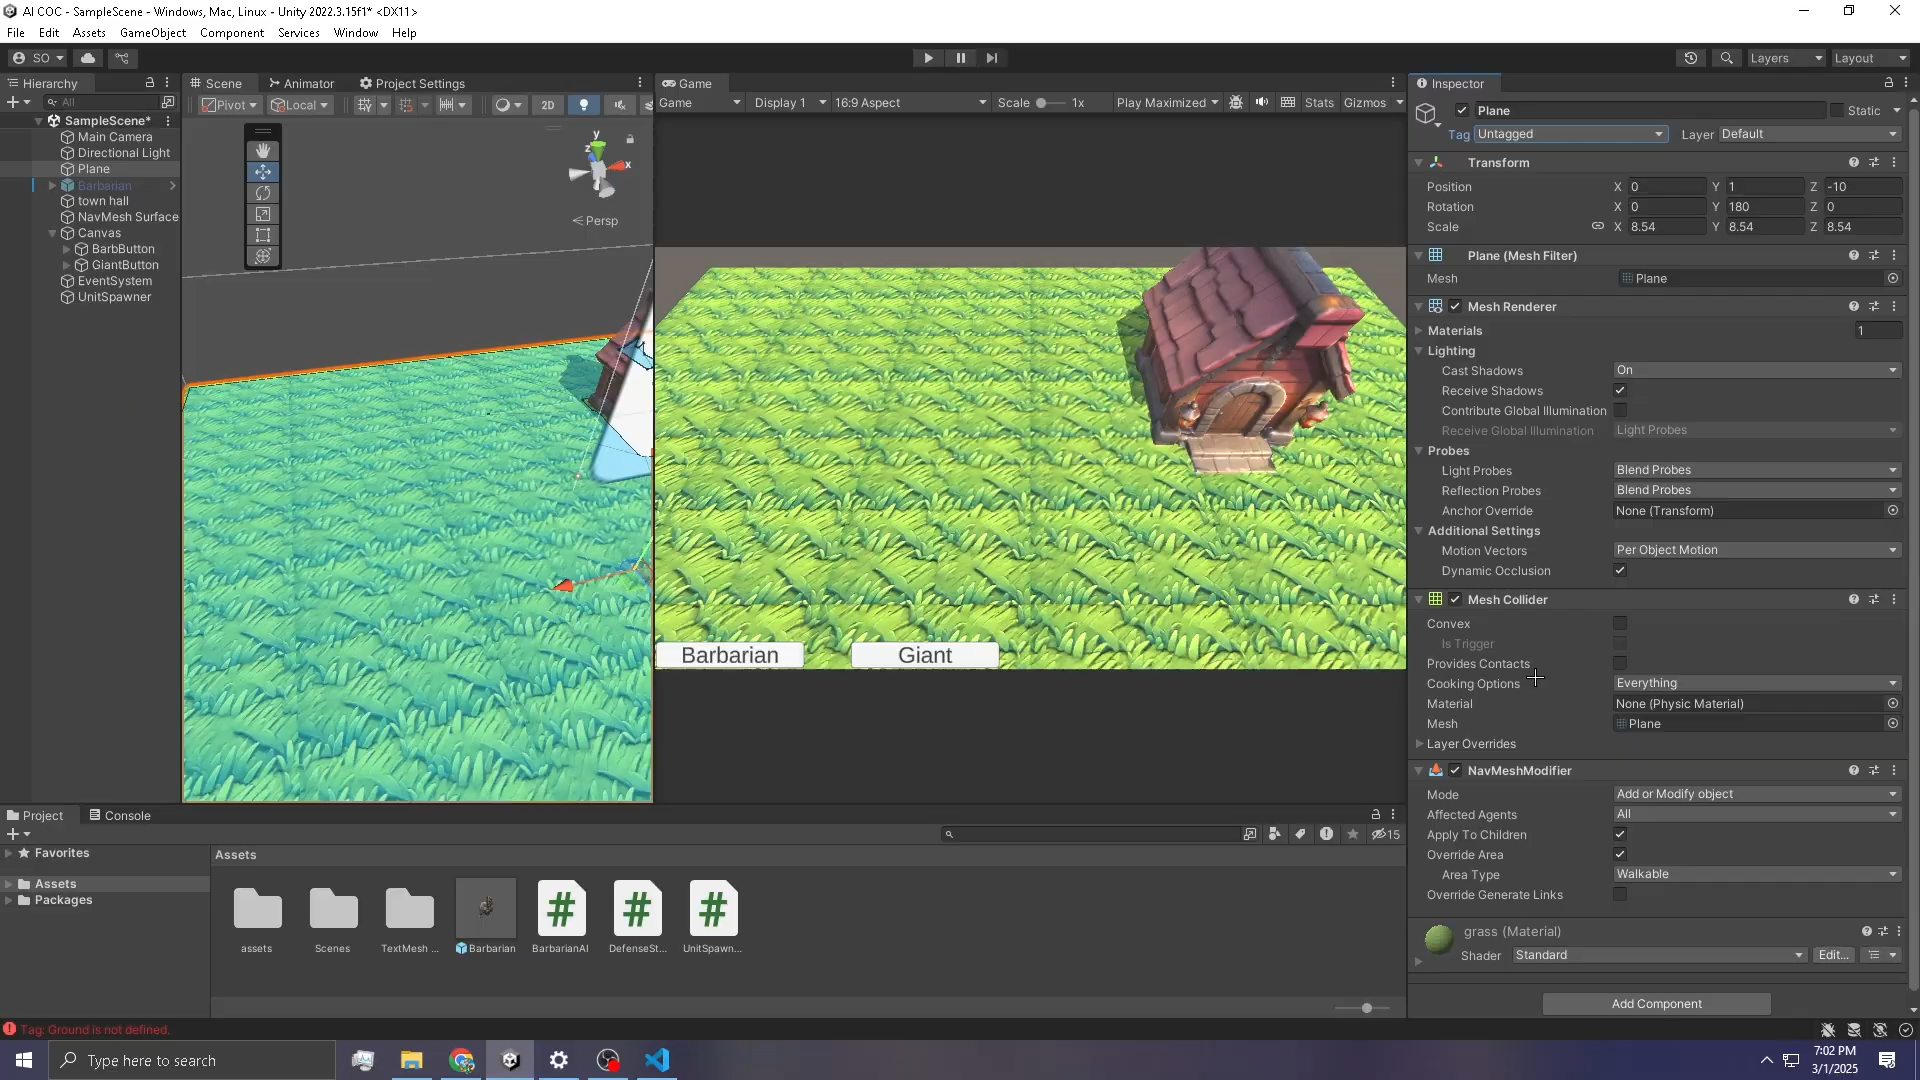 AI COC - SampleScene - Windows, Mac, Linux - Unity 2022.3.15f1* <DX11>
File Edit Assets GameObject Component Services Window Help
SO
Layers
Layout
Hierarchy
All
SampleScene*
Main Camera
Directional Light
Plane
Barbarian
town hall
NavMesh Surface
Canvas
BarbButton
GiantButton
EventSystem
UnitSpawner
Scene
Animator
Project Settings
Pivot
Local
2D
y
z
x
< Persp
Game
Game
Display 1
16:9 Aspect
Scale
1x
Play Maximized
Stats
Gizmos
Barbarian
Giant
Inspector
Plane
Static
Tag Untagged
Layer Default
Transform
Position X 0 Y 1 Z -10
Rotation X 0 Y 180 Z 0
Scale X 8.54 Y 8.54 Z 8.54
Plane (Mesh Filter)
Mesh Plane
Mesh Renderer
Materials 1
Lighting
Cast Shadows On
Receive Shadows
Contribute Global Illumination
Receive Global Illumination Light Probes
Probes
Light Probes Blend Probes
Reflection Probes Blend Probes
Anchor Override None (Transform)
Additional Settings
Motion Vectors Per Object Motion
Dynamic Occlusion
Mesh Collider
Convex
Is Trigger
Provides Contacts
Cooking Options Everything
Material None (Physic Material)
Mesh Plane
Layer Overrides
NavMeshModifier
Mode Add or Modify object
Affected Agents All
Apply To Children
Override Area
Area Type Walkable
Override Generate Links
grass (Material)
Shader Standard Edit...
Add Component
Project
Console
15
Favorites
Assets
Packages
Assets
assets
Scenes
TextMesh ...
Barbarian
BarbarianAI
DefenseSt...
UnitSpawn...
Tag: Ground is not defined.
Type here to search
7:02 PM
3/1/2025